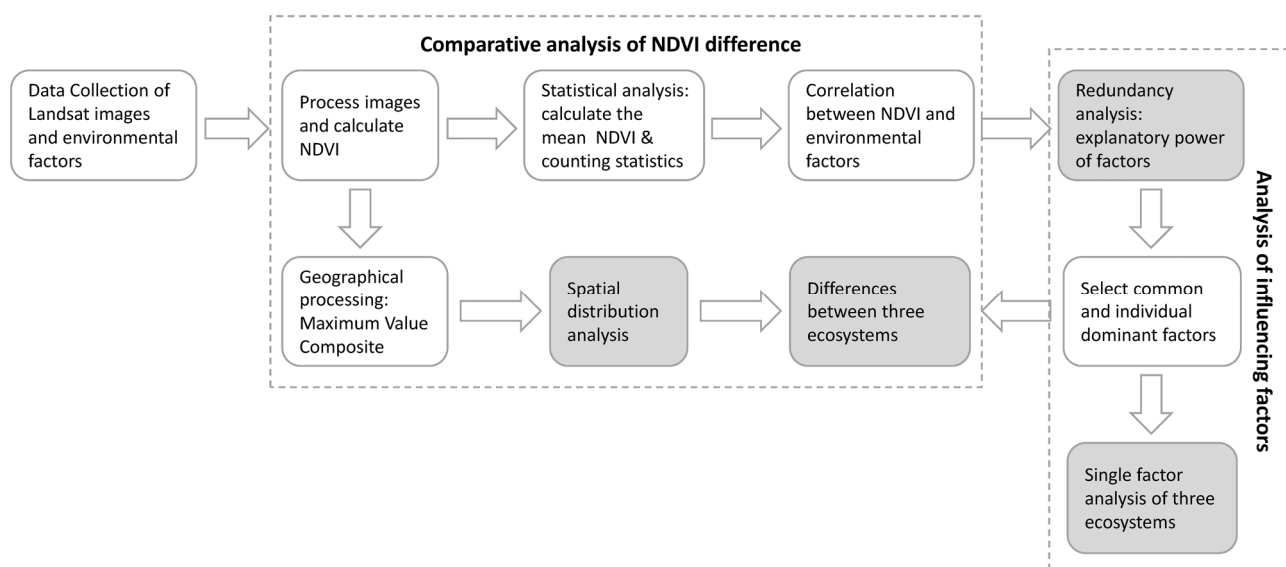 Comparative analysis of NDVI difference
Data Collection of
Landsat images
and environmental
factors
Process images
and calculate
NDVI
Statistical analysis:
calculate the
mean NDVI &
counting statistics
Correlation
between NDVI and
environmental
factors
Redundancy
analysis:
explanatory power
of factors
Geographical
processing:
Maximum Value
Composite
Spatial
distribution
analysis
Differences
between three
ecosystems
Select common
and individual
dominant factors
Single factor
analysis of three
ecosystems
Analysis of influencing factors